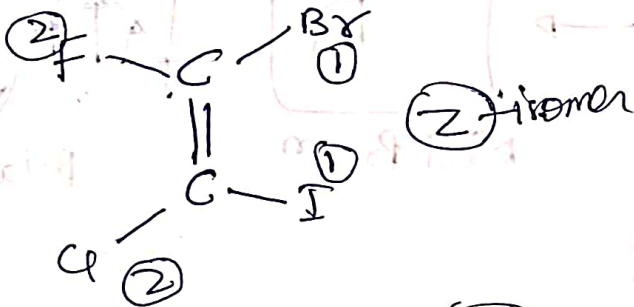 ② F C Br
①
Ⓩ-isomer
①
C I
Cl ②